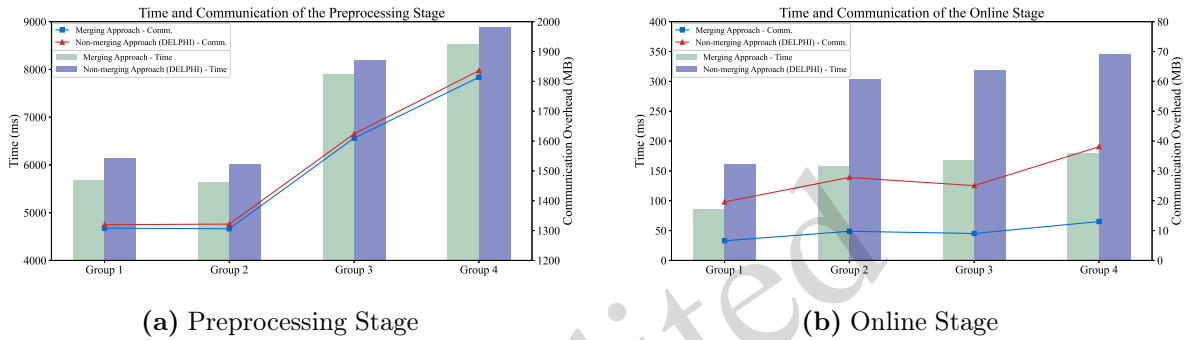 Time and Communication of the Preprocessing Stage
9000
8000
7000
6000
5000
4000
Time (ms)
Merging Approach - Comm.
Non-merging Approach (DELPHI) - Comm.
Merging Approach - Time
Non-merging Approach (DELPHI) - Time
2000
1900
1800
1700
1600
1500
1400
1300
1200
Communication Overhead (MB)
Group 1 Group 2 Group 3 Group 4
(a) Preprocessing Stage
Time and Communication of the Online Stage
400
350
300
250
200
150
100
50
0
Time (ms)
Merging Approach - Comm.
Non-merging Approach (DELPHI) - Comm.
Merging Approach - Time
Non-merging Approach (DELPHI) - Time
80
70
60
50
40
30
20
10
0
Communication Overhead (MB)
Group 1 Group 2 Group 3 Group 4
(b) Online Stage